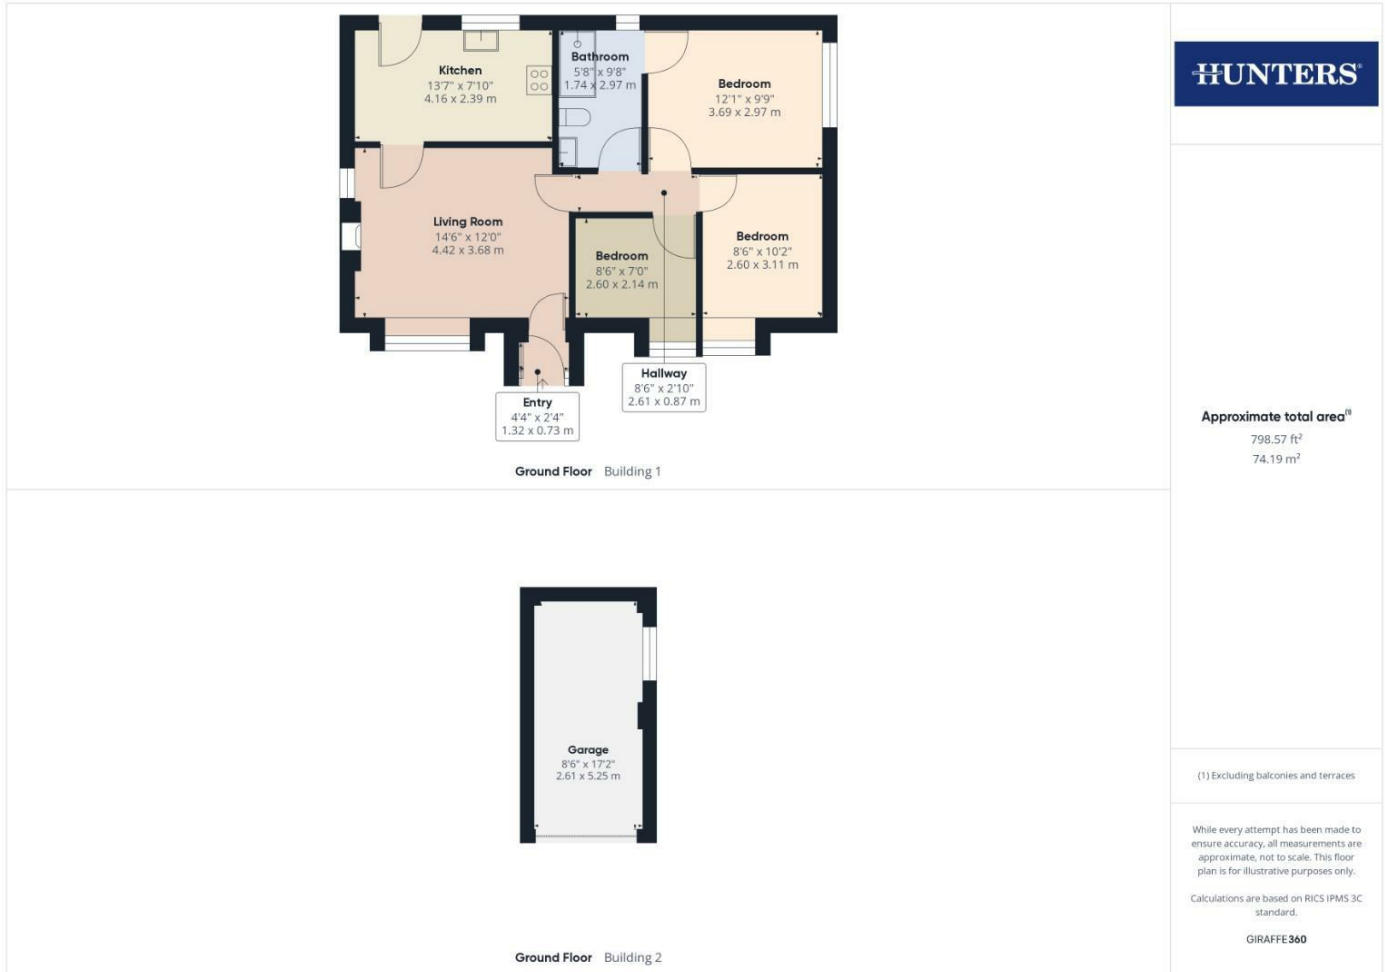 Kitchen
13'7" x 7'10"
4.16 x 2.39 m
Bathroom
5'8" x 9'8"
1.74 x 2.97 m
Bedroom
12'1" x 9'9"
3.69 x 2.97 m
Living Room
14'6" x 12'0"
4.42 x 3.68 m
Bedroom
8'6" x 7'0"
2.60 x 2.14 m
Bedroom
8'6" x 10'2"
2.60 x 3.11 m
Hallway
8'6" x 2'10"
2.61 x 0.87 m
Entry
4'4" x 2'4"
1.32 x 0.73 m
Ground Floor Building 1
Garage
8'6" x 17'2"
2.61 x 5.25 m
Ground Floor Building 2
HUNTERS®
Approximate total area⁽¹⁾
798.57 ft²
74.19 m²
(1) Excluding balconies and terraces
While every attempt has been made to
ensure accuracy, all measurements are
approximate, not to scale. This floor
plan is for illustrative purposes only.
Calculations are based on RICS IPMS 3C
standard.
GIRAFFE360